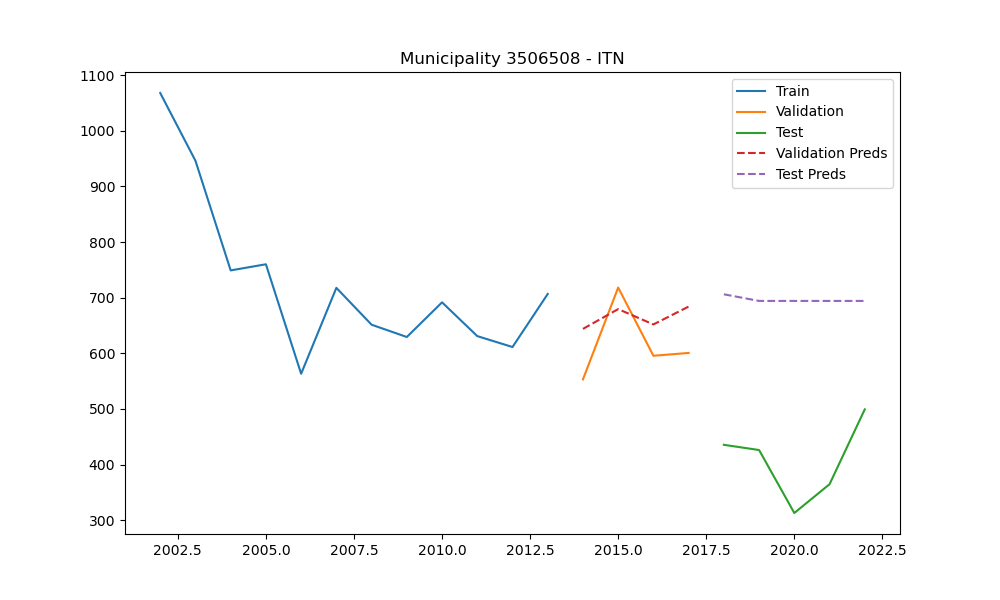 Municipality 3506508 - ITN
1100
1000
900
800
700
600
500
400
300
Train
Validation
Test
Validation Preds
Test Preds
2002.5 2005.0 2007.5 2010.0 2012.5 2015.0 2017.5 2020.0 2022.5